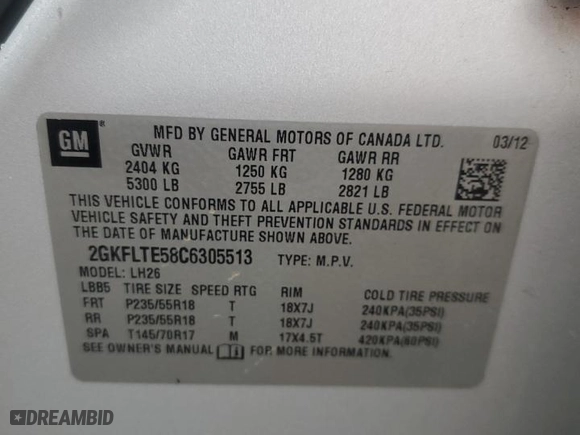 GM ®
MFD BY GENERAL MOTORS OF CANADA LTD. 03/12
GVWR GAWR FRT GAWR RR
2404 KG 1250 KG 1280 KG
5300 LB 2755 LB 2821 LB
THIS VEHICLE CONFORMS TO ALL APPLICABLE U.S. FEDERAL MOTOR
VEHICLE SAFETY AND THEFT PREVENTION STANDARDS IN EFFECT ON
THE DATE OF MANUFACTURE SHOWN ABOVE.
2GKFLTE58C6305513 TYPE: M.P.V.
MODEL: LH26
LBB5 TIRE SIZE SPEED RTG RIM COLD TIRE PRESSURE
FRT P235/55R18 T 18X7J 240KPA(35PSI)
RR P235/55R18 T 18X7J 240KPA(35PSI)
SPA T145/70R17 M 17X4.5T 420KPA(60PSI)
SEE OWNER'S MANUAL FOR MORE INFORMATION.
DREAMBID